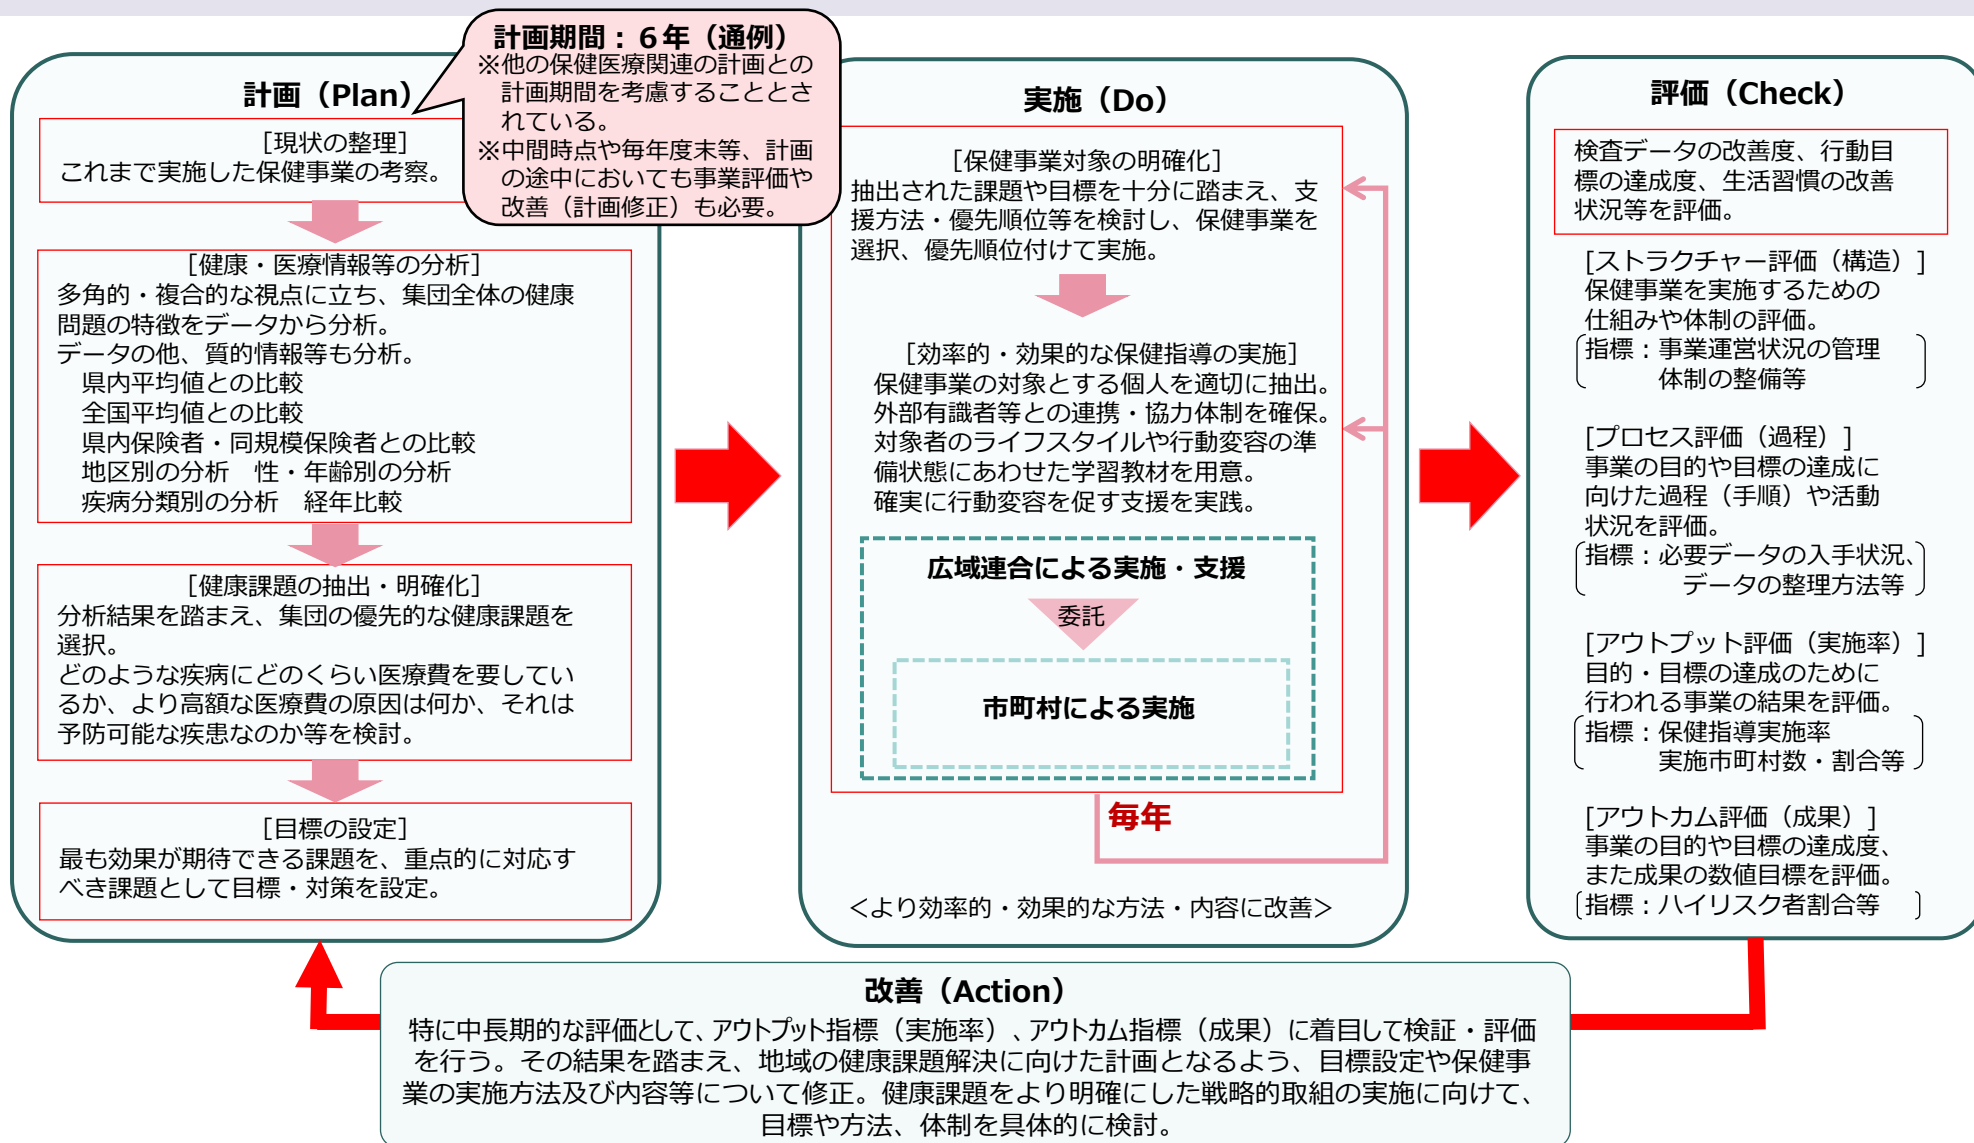 計画期間：６年（通例）
※他の保健医療関連の計画との
計画期間を考慮することとさ
れている。
※中間時点や毎年度末等、計画
の途中においても事業評価や
改善（計画修正）も必要。
計画（Plan）
［現状の整理］
これまで実施した保健事業の考察。
［健康・医療情報等の分析］
多角的・複合的な視点に立ち、集団全体の健康
問題の特徴をデータから分析。
データの他、質的情報等も分析。
県内平均値との比較
全国平均値との比較
県内保険者・同規模保険者との比較
地区別の分析　性・年齢別の分析
疾病分類別の分析　経年比較
［健康課題の抽出・明確化］
分析結果を踏まえ、集団の優先的な健康課題を
選択。
どのような疾病にどのくらい医療費を要してい
るか、より高額な医療費の原因は何か、それは
予防可能な疾患なのか等を検討。
［目標の設定］
最も効果が期待できる課題を、重点的に対応す
べき課題として目標・対策を設定。
実施（Do）
［保健事業対象の明確化］
抽出された課題や目標を十分に踏まえ、支
援方法・優先順位等を検討し、保健事業を
選択、優先順位付けて実施。
［効率的・効果的な保健指導の実施］
保健事業の対象とする個人を適切に抽出。
外部有識者等との連携・協力体制を確保。
対象者のライフスタイルや行動変容の準
備状態にあわせた学習教材を用意。
確実に行動変容を促す支援を実践。
広域連合による実施・支援
委託
市町村による実施
毎年
＜より効率的・効果的な方法・内容に改善＞
評価（Check）
検査データの改善度、行動目
標の達成度、生活習慣の改善
状況等を評価。
［ストラクチャー評価（構造）］
保健事業を実施するための
仕組みや体制の評価。
指標：事業運営状況の管理
体制の整備等
［プロセス評価（過程）］
事業の目的や目標の達成に
向けた過程（手順）や活動
状況を評価。
指標：必要データの入手状況、
データの整理方法等
［アウトプット評価（実施率）］
目的・目標の達成のために
行われる事業の結果を評価。
指標：保健指導実施率
実施市町村数・割合等
［アウトカム評価（成果）］
事業の目的や目標の達成度、
また成果の数値目標を評価。
指標：ハイリスク者割合等
改善（Action）
特に中長期的な評価として、アウトプット指標（実施率）、アウトカム指標（成果）に着目して検証・評価
を行う。その結果を踏まえ、地域の健康課題解決に向けた計画となるよう、目標設定や保健事
業の実施方法及び内容等について修正。健康課題をより明確にした戦略的取組の実施に向けて、
目標や方法、体制を具体的に検討。